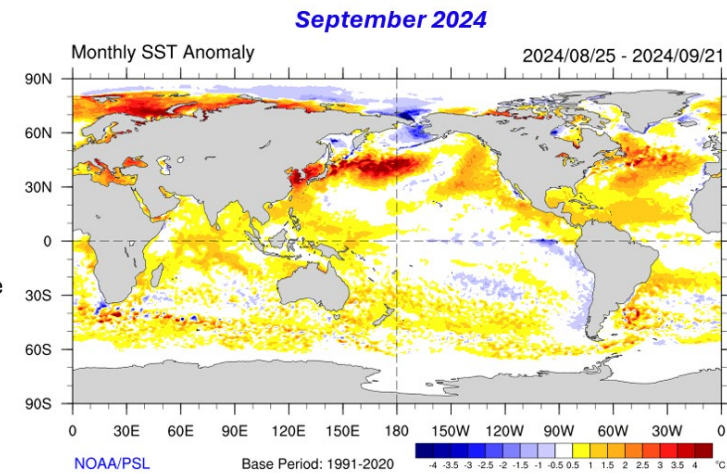 September 2024
Monthly SST Anomaly 2024/08/25 - 2024/09/21
90N
60N
30N
0
30S
60S
90S
0 30E 60E 90E 120E 150E 180 150W 120W 90W 60W 30W 0
NOAA/PSL Base Period: 1991-2020
-4 -3.5 -3 -2.5 -2 -1.5 -1 -0.5 0.5 1 1.5 2 2.5 3 3.5 4 °C
e